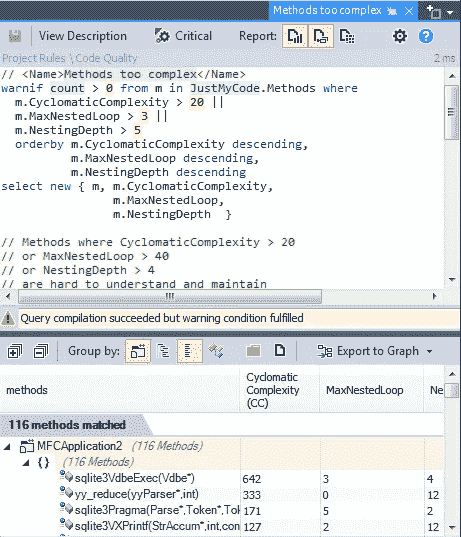 Methods too complex
View Description
Critical
Report:
Project Rules \ Code Quality
2 ms
// <Name>Methods too complex</Name>
warnif count > 0 from m in JustMyCode.Methods where
m.CyclomaticComplexity > 20 ||
m.MaxNestedLoop > 3 ||
m.NestingDepth > 5
orderby m.CyclomaticComplexity descending,
m.MaxNestedLoop descending,
m.NestingDepth descending
select new { m, m.CyclomaticComplexity,
m.MaxNestedLoop,
m.NestingDepth }
// Methods where CyclomaticComplexity > 20
// or MaxNestedLoop > 40
// or NestingDepth > 4
// are hard to understand and maintain
Query compilation succeeded but warning condition fulfilled
Group by:
Export to Graph
methods
Cyclomatic Complexity (CC)
MaxNestedLoop
Ne
116 methods matched
MFCApplication2 (116 Methods)
{ } (116 Methods)
sqlite3VdbeExec(Vdbe*) 642 3 4
yy_reduce(yyParser*,int) 333 0 12
sqlite3Pragma(Parse*,Token*,Tok 171 5 2
sqlite3VXPrintf(StrAccum*,int,con 127 2 12